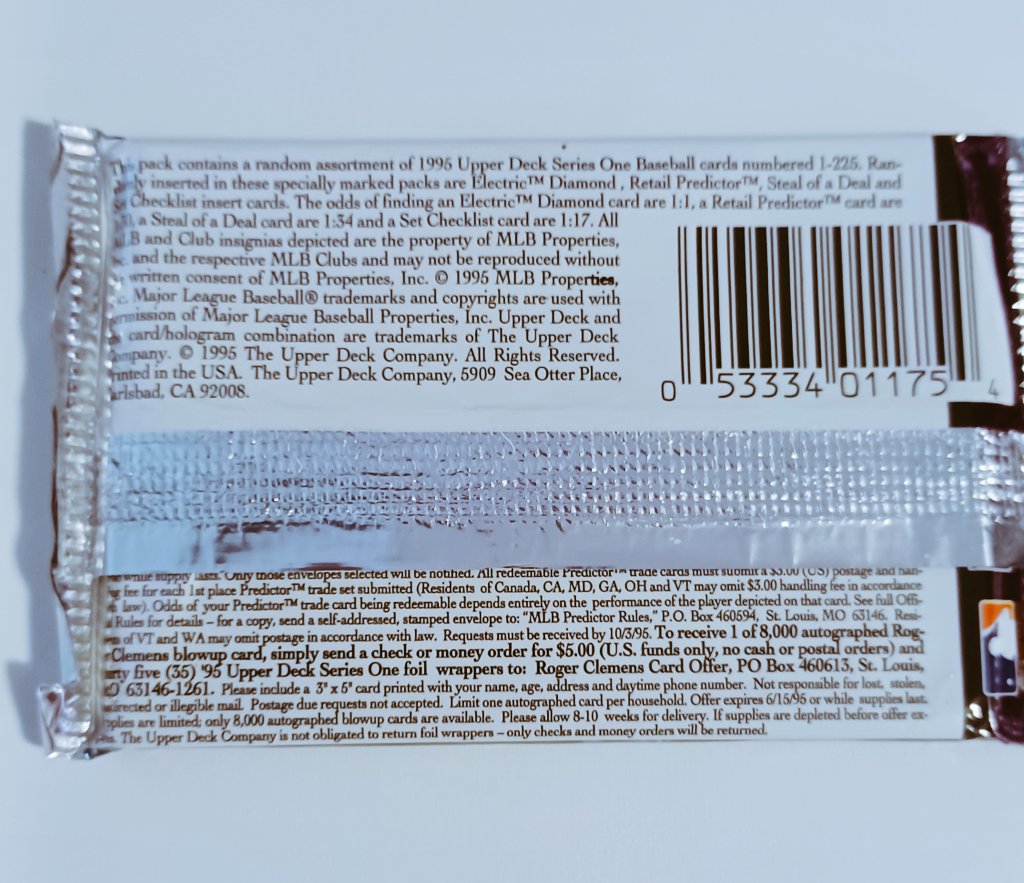 pack contains a random assortment of 1995 Upper Deck Series One Baseball cards numbered 1-225. Ran-
inserted in these specially marked packs are Electric™ Diamond , Retail Predictor™, Steal of a Deal and
Checklist insert cards. The odds of finding an Electric™ Diamond card are 1:1, a Retail Predictor™ card are
a Steal of a Deal card are 1:34 and a Set Checklist card are 1:17. All
B and Club insignias depicted are the property of MLB Properties,
and the respective MLB Clubs and may not be reproduced without
written consent of MLB Properties, Inc. © 1995 MLB Properties,
Major League Baseball® trademarks and copyrights are used with
rmission of Major League Baseball Properties, Inc. Upper Deck and
card/hologram combination are trademarks of The Upper Deck
ompany. © 1995 The Upper Deck Company. All Rights Reserved.
rinted in the USA. The Upper Deck Company, 5909 Sea Otter Place,
arlsbad, CA 92008.
0 53334 01175 4
while supply lasts. Only those envelopes selected will be notified. All redeemable Predictor™ trade cards must submit a $3.00 (US) postage and han-
fee for each 1st place Predictor™ trade set submitted (Residents of Canada, CA, MD, GA, OH and VT may omit $3.00 handling fee in accordance
law). Odds of your Predictor™ trade card being redeemable depends entirely on the performance of the player depicted on that card. See full Offi-
Rules for details – for a copy, send a self-addressed, stamped envelope to: "MLB Predictor Rules," P.O. Box 460594, St. Louis, MO 63146. Resi-
of VT and WA may omit postage in accordance with law. Requests must be received by 10/3/95. To receive 1 of 8,000 autographed Rog-
Clemens blowup card, simply send a check or money order for $5.00 (U.S. funds only, no cash or postal orders) and
rty five (35) '95 Upper Deck Series One foil wrappers to: Roger Clemens Card Offer, PO Box 460613, St. Louis,
63146-1261. Please include a 3" x 5" card printed with your name, age, address and daytime phone number. Not responsible for lost, stolen,
or illegible mail. Postage due requests not accepted. Limit one autographed card per household. Offer expires 6/15/95 or while supplies last.
pplies are limited; only 8,000 autographed blowup cards are available. Please allow 8-10 weeks for delivery. If supplies are depleted before offer ex-
The Upper Deck Company is not obligated to return foil wrappers – only checks and money orders will be returned.